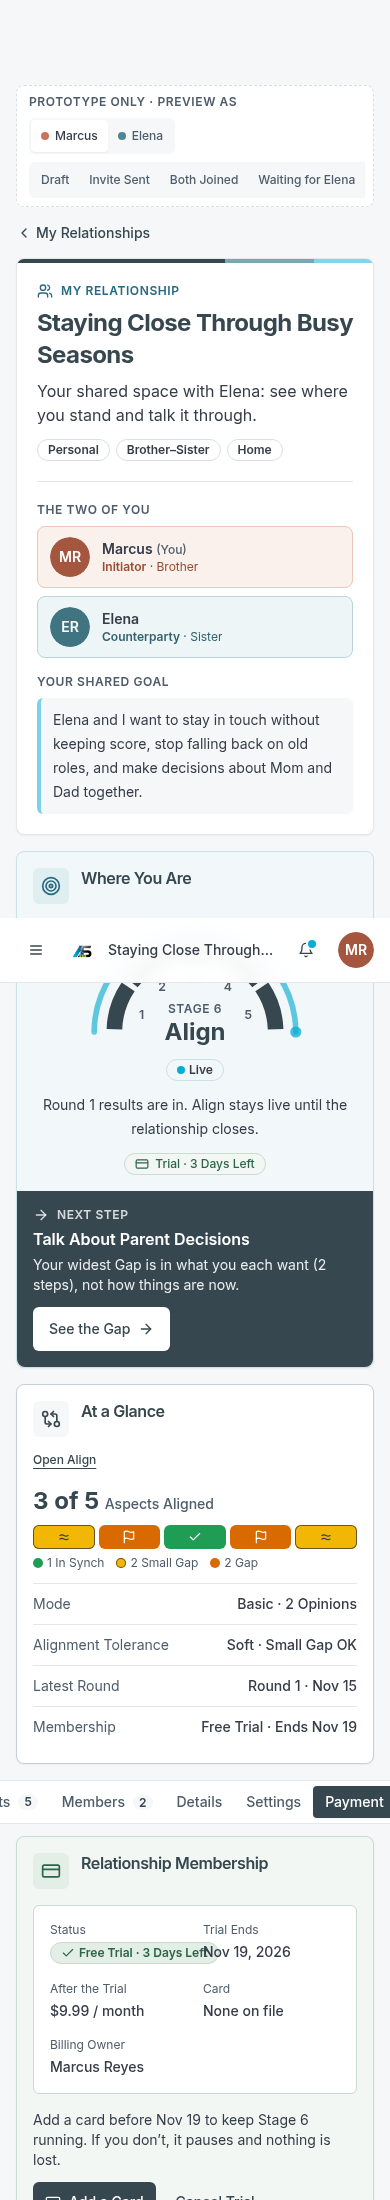 PROTOTYPE ONLY · PREVIEW AS
Marcus
Elena
Draft
Invite Sent
Both Joined
Waiting for Elena
My Relationships
MY RELATIONSHIP
Staying Close Through Busy
Seasons
Your shared space with Elena: see where
you stand and talk it through.
Personal
Brother–Sister
Home
THE TWO OF YOU
MR
Marcus (You)
Initiator · Brother
ER
Elena
Counterparty · Sister
YOUR SHARED GOAL
Elena and I want to stay in touch without
keeping score, stop falling back on old
roles, and make decisions about Mom and
Dad together.
Where You Are
Staying Close Through...
MR
2
4
1
STAGE 6
5
Align
Live
Round 1 results are in. Align stays live until the
relationship closes.
Trial · 3 Days Left
NEXT STEP
Talk About Parent Decisions
Your widest Gap is in what you each want (2
steps), not how things are now.
See the Gap
At a Glance
Open Align
3 of 5 Aspects Aligned
1 In Synch
2 Small Gap
2 Gap
Mode
Basic · 2 Opinions
Alignment Tolerance
Soft · Small Gap OK
Latest Round
Round 1 · Nov 15
Membership
Free Trial · Ends Nov 19
ts 5
Members 2
Details
Settings
Payment
Relationship Membership
Status
Trial Ends
Free Trial · 3 Days Left
Nov 19, 2026
After the Trial
Card
$9.99 / month
None on file
Billing Owner
Marcus Reyes
Add a card before Nov 19 to keep Stage 6
running. If you don’t, it pauses and nothing is
lost.
Add a Card
Cancel Trial